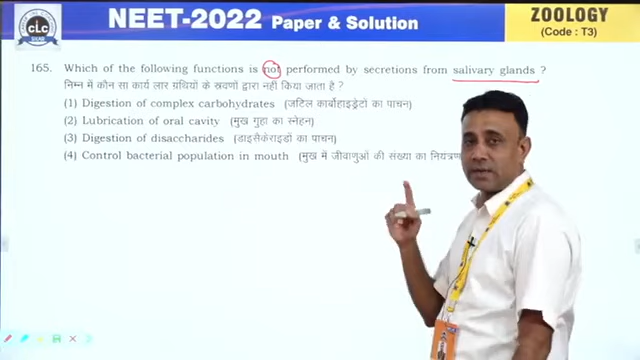 CLC
SIKAR
NEET-2022 Paper & Solution
ZOOLOGY
(Code : T3)
165. Which of the following functions is not performed by secretions from salivary glands ?
निम्न में कौन सा कार्य लार ग्रंथियों के स्रवणों द्वारा नहीं किया जाता है ?
(1) Digestion of complex carbohydrates (जटिल कार्बोहाइड्रेटों का पाचन)
(2) Lubrication of oral cavity (मुख गुहा का स्नेहन)
(3) Digestion of disaccharides (डाइसैकेराइडों का पाचन)
(4) Control bacterial population in mouth (मुख में जीवाणुओं की संख्या का नियंत्रण